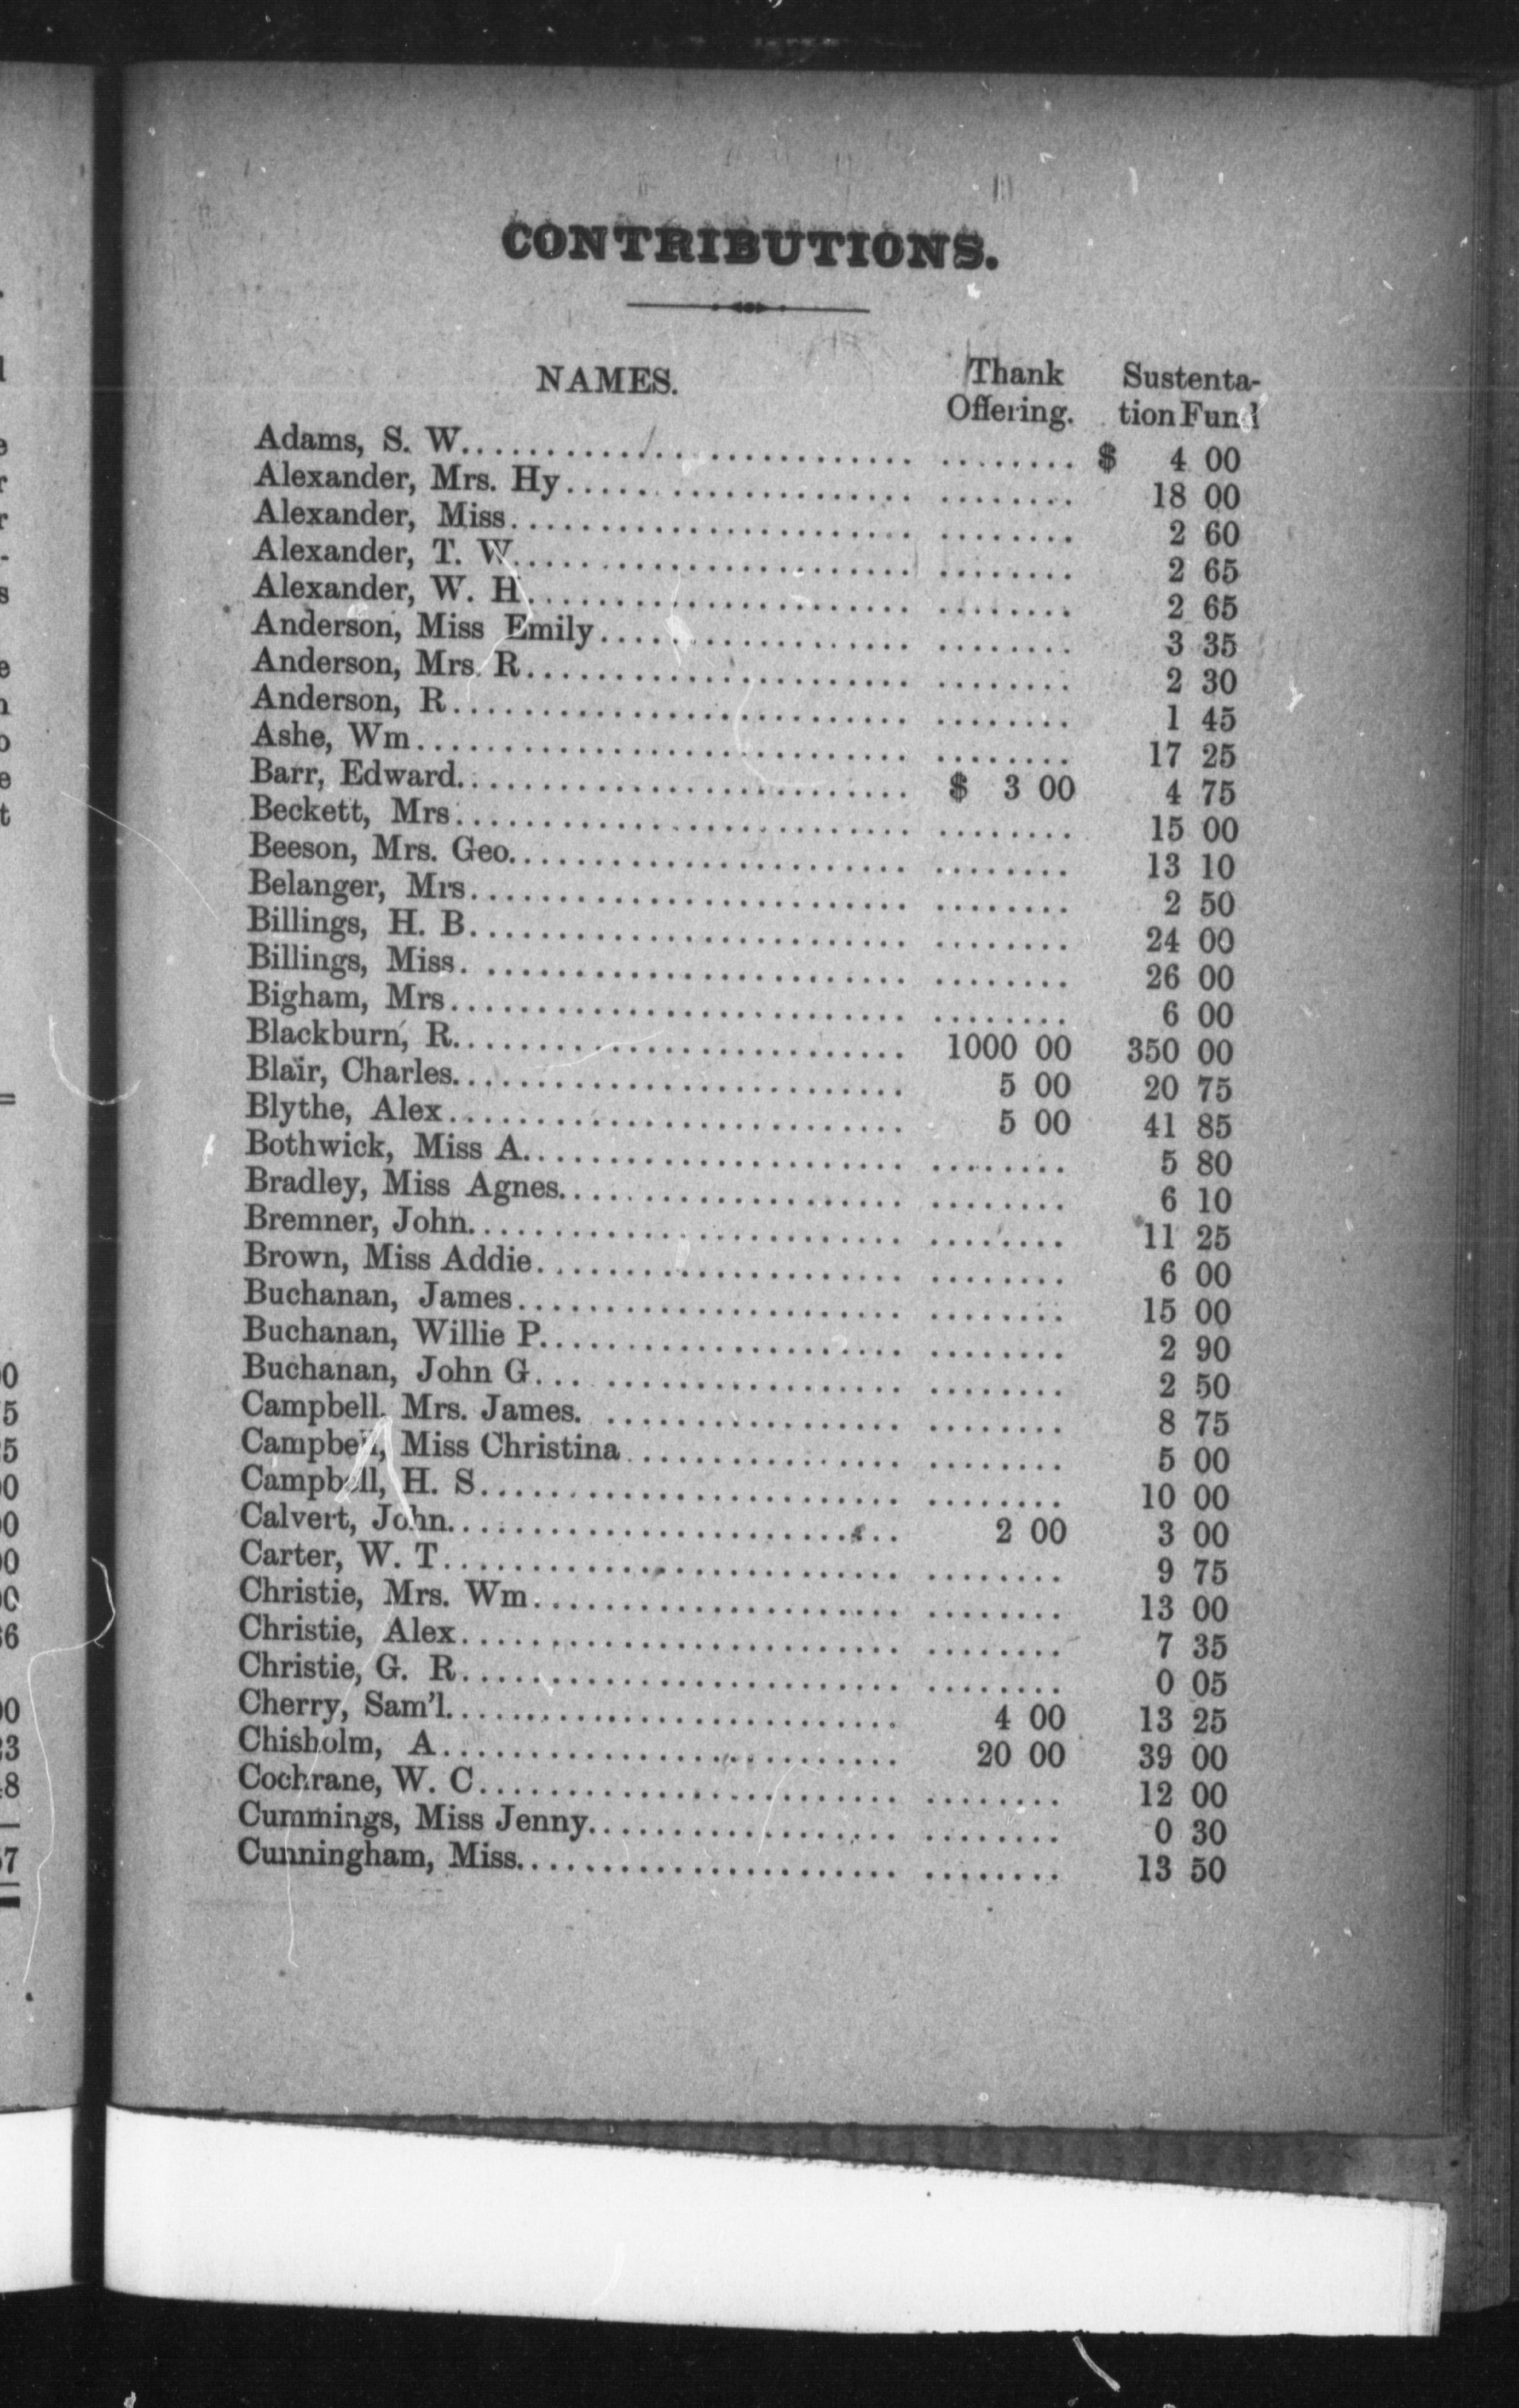 CONTRIBUTIONS.
NAMES. Thank Offering. Sustentation Fund
Adams, S. W. $ 4 00
Alexander, Mrs. Hy 18 00
Alexander, Miss 2 60
Alexander, T. W. 2 65
Alexander, W. H 2 65
Anderson, Miss Emily 3 35
Anderson, Mrs. R 2 30
Anderson, R 1 45
Ashe, Wm 17 25
Barr, Edward $ 3 00 4 75
Beckett, Mrs 15 00
Beeson, Mrs. Geo. 13 10
Belanger, Mrs 2 50
Billings, H. B 24 00
Billings, Miss 26 00
Bigham, Mrs 6 00
Blackburn, R. 1000 00 350 00
Blair, Charles. 5 00 20 75
Blythe, Alex 5 00 41 85
Bothwick, Miss A. 5 80
Bradley, Miss Agnes. 6 10
Bremner, John. 11 25
Brown, Miss Addie 6 00
Buchanan, James 15 00
Buchanan, Willie P. 2 90
Buchanan, John G 2 50
Campbell, Mrs. James. 8 75
Campbell, Miss Christina 5 00
Campbell, H. S 10 00
Calvert, John. 2 00 3 00
Carter, W. T 9 75
Christie, Mrs. Wm 13 00
Christie, Alex 7 35
Christie, G. R 0 05
Cherry, Sam'l. 4 00 13 25
Chisholm, A 20 00 39 00
Cochrane, W. C 12 00
Cummings, Miss Jenny. 0 30
Cunningham, Miss. 13 50